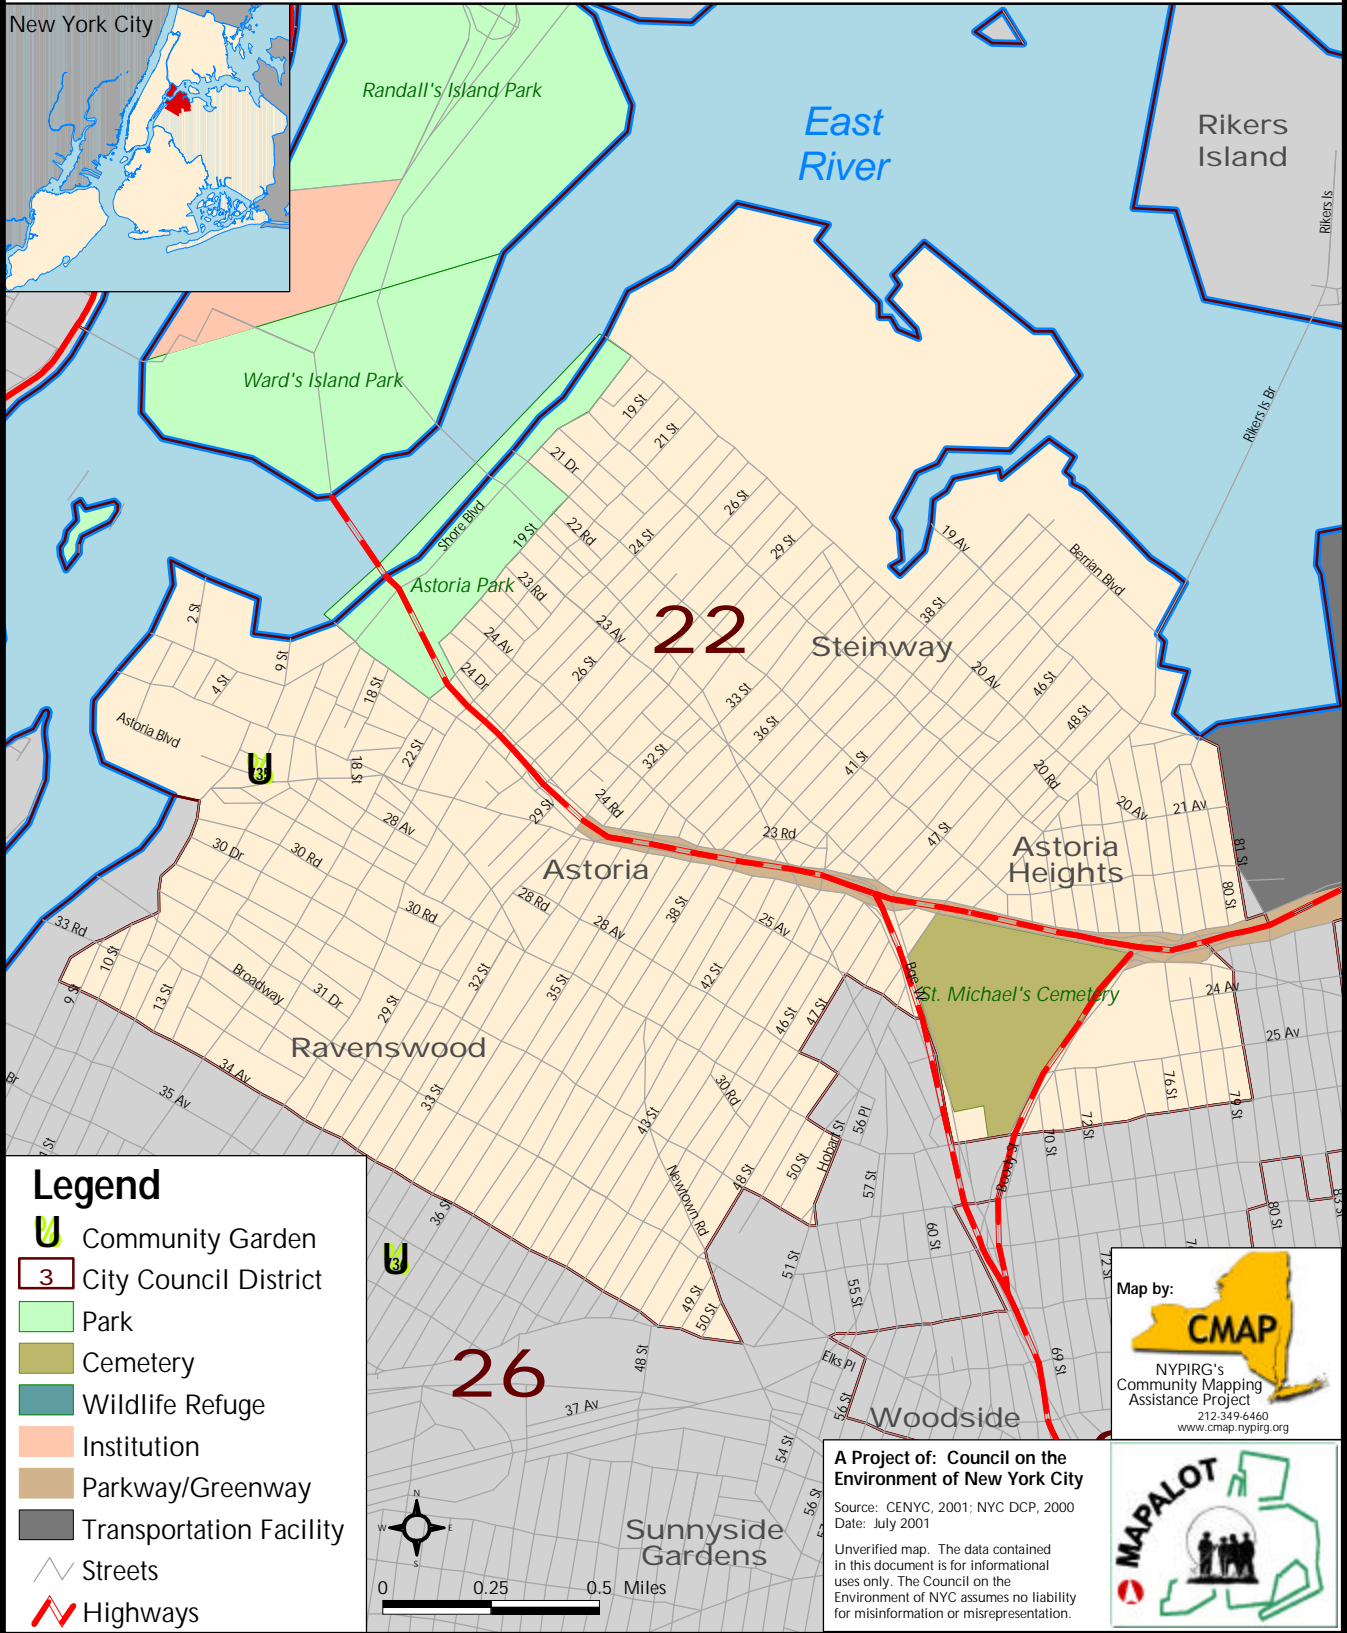 New York City
Randall's Island Park
East
River
Rikers
Island
Rikers Is
Ward's Island Park
Rikers Is Br
19 St
21 St
21 Dr
26 St
Shore Blvd
19 St
22 Rd
24 St
29 St
19 Av
Berrian Blvd
Astoria Park
23 Rd
2 St
22
38 St
23 Av
24 Av
Steinway
9 St
4 St
18 St
24 Dr
26 St
33 St
20 Av
46 St
48 St
36 St
Astoria Blvd
22 St
18 St
32 St
41 St
20 Rd
29 St
24 Rd
20 Av
21 Av
28 Av
23 Rd
47 St
Astoria
Heights
81 St
30 Dr
30 Rd
Astoria
80 St
28 Rd
38 St
30 Rd
28 Av
25 Av
33 Rd
10 St
Broadway
32 St
35 St
42 St
Bqe W
St. Michael's Cemetery
24 Av
9 St
13 St
31 Dr
29 St
46 St
47 St
25 Av
Ravenswood
34 Av
35 Av
33 St
30 Rd
43 St
56 Pl
76 St
79 St
72 St
70 St
Br
1 St
Hobart St
50 St
48 St
57 St
Newtown Rd
Boody St
36 St
60 St
80 St
83 St
51 St
55 St
72 St
49 St
50 St
48 St
Elks Pl
69 St
26
37 Av
56 St
Woodside
54 St
56 St
Sunnyside
Gardens
Legend
Community Garden
3
City Council District
Park
Cemetery
Wildlife Refuge
Institution
Parkway/Greenway
Transportation Facility
Streets
Highways
N
W
E
S
0 0.25 0.5 Miles
Map by:
CMAP
NYPIRG's
Community Mapping
Assistance Project
212-349-6460
www.cmap.nypirg.org
A Project of: Council on the
Environment of New York City
Source: CENYC, 2001; NYC DCP, 2000
Date: July 2001
Unverified map. The data contained
in this document is for informational
uses only. The Council on the
Environment of NYC assumes no liability
for misinformation or misrepresentation.
MAPALOT